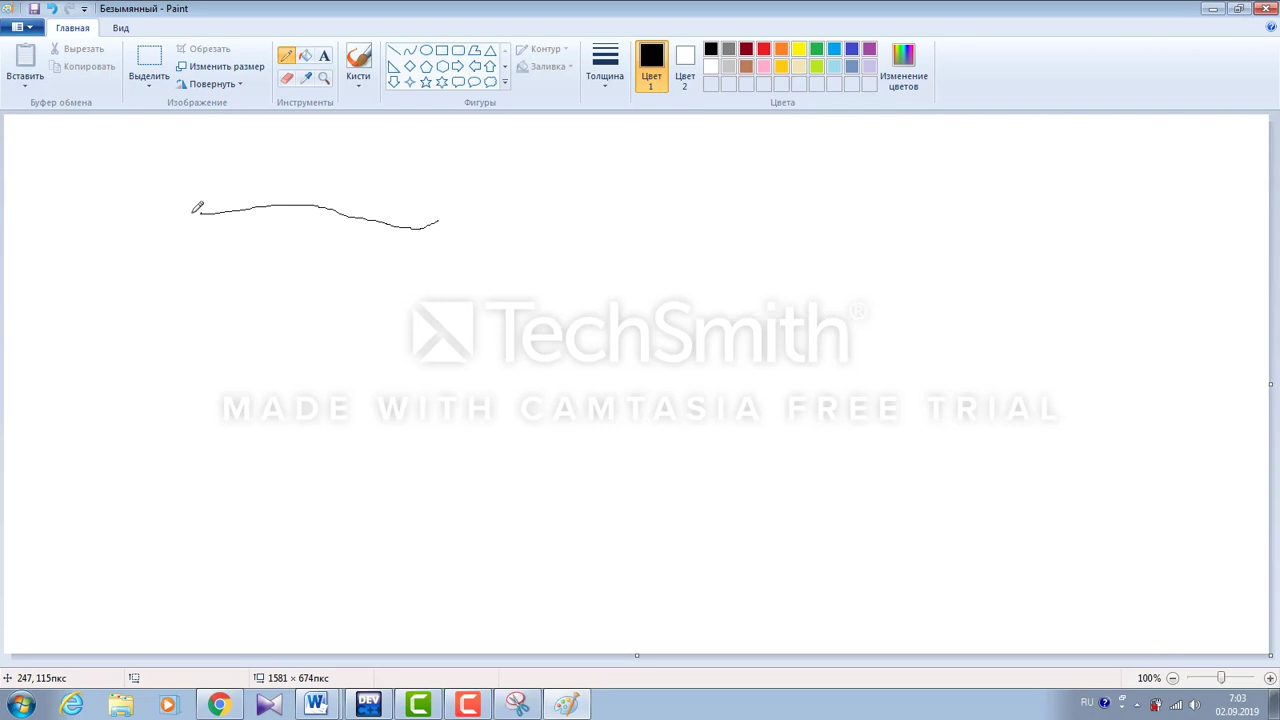 Безымянный - Paint
Главная
Вид
Вставить
Вырезать
Копировать
Буфер обмена
Выделить
Обрезать
Изменить размер
Повернуть
Изображение
A
Инструменты
Кисти
Фигуры
Контур
Заливка
Толщина
Цвет 1
Цвет 2
Изменение цветов
Цвета
TechSmith®
MADE WITH CAMTASIA FREE TRIAL
247, 115пкс
1581 × 674пкс
100%
W
DEV
C
C
RU
7:03
02.09.2019